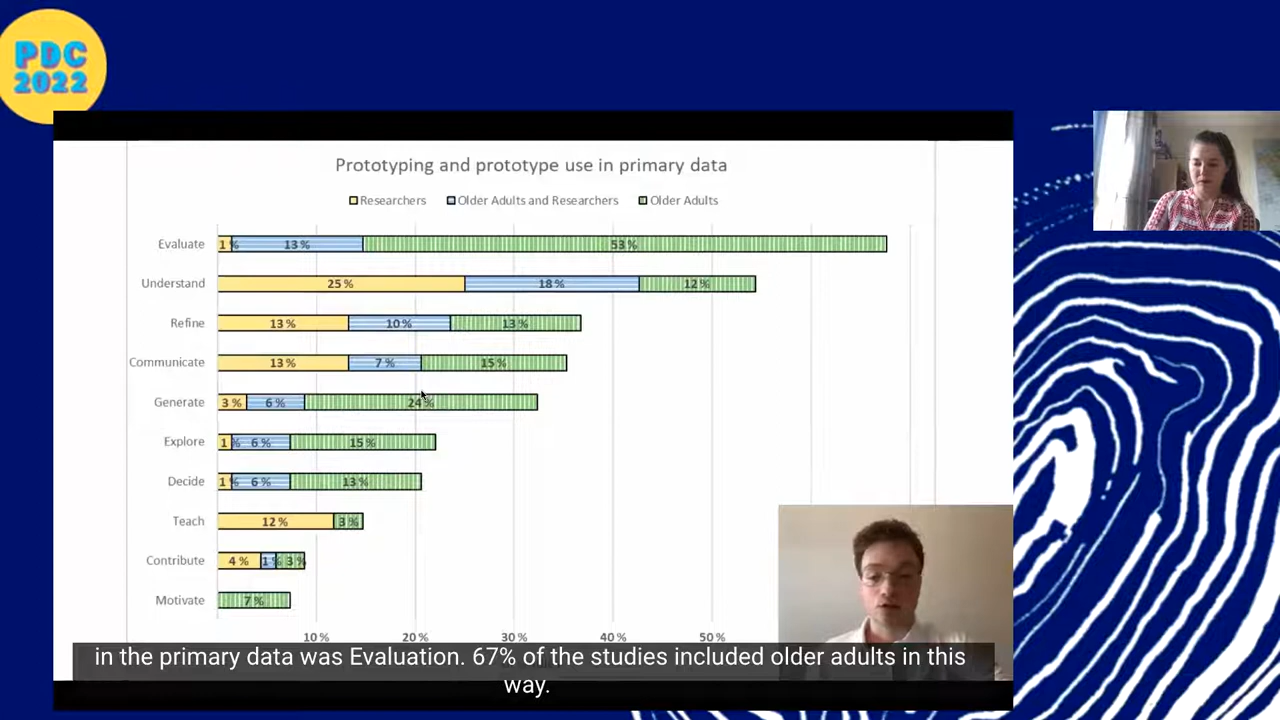 PDC
2022
Prototyping and prototype use in primary data
Researchers Older Adults and Researchers Older Adults
Evaluate 1 % 13 % 53 %
Understand 25 % 18 % 12 %
Refine 13 % 10 % 13 %
Communicate 13 % 7 % 15 %
Generate 3 % 6 % 24 %
Explore 1 % 6 % 15 %
Decide 1 % 6 % 13 %
Teach 12 % 3 %
Contribute 4 % 1 % 3 %
Motivate 7 %
10 % 20 % 30 % 40 % 50 %
in the primary data was Evaluation. 67% of the studies included older adults in this
way.